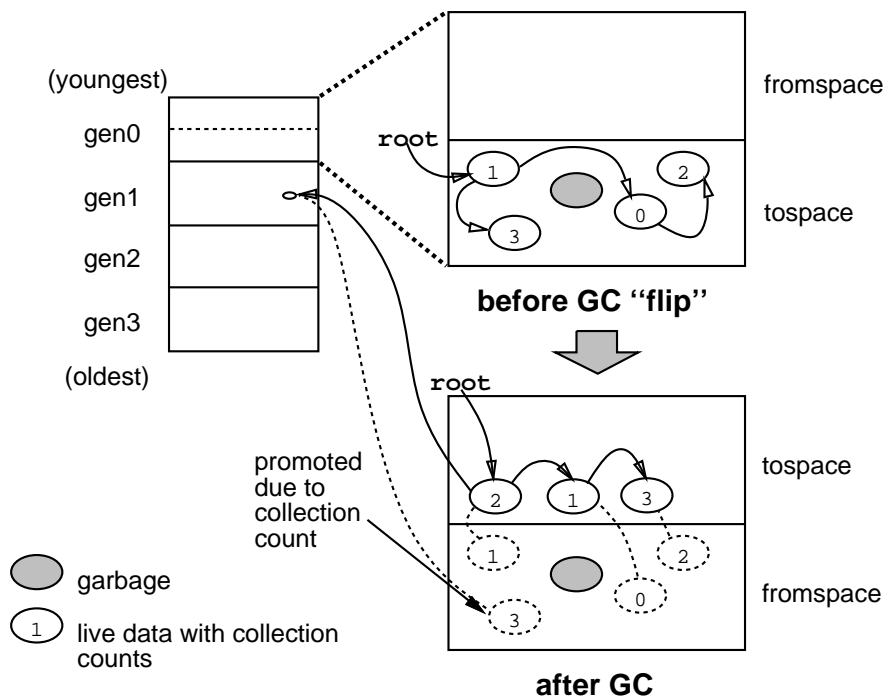 (youngest)
gen0
gen1
gen2
gen3
(oldest)
fromspace
root
1
2
0
3
tospace
before GC ‘‘flip’’
root
tospace
2
1
3
promoted
due to
collection
count
1
2
0
3
fromspace
after GC
garbage
1
live data with collection
counts